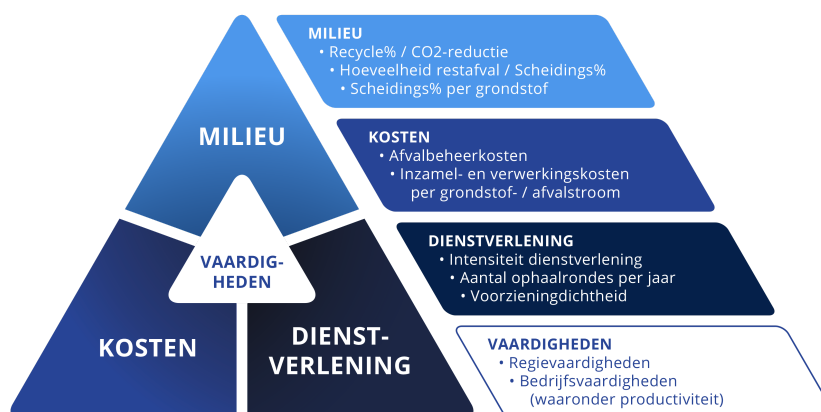 MILIEU
VAARDIG-
HEDEN
KOSTEN
DIENST-
VERLENING
MILIEU
• Recycle% / CO2-reductie
• Hoeveelheid restafval / Scheidings%
• Scheidings% per grondstof
KOSTEN
• Afvalbeheerkosten
• Inzamel- en verwerkingskosten
per grondstof- / afvalstroom
DIENSTVERLENING
• Intensiteit dienstverlening
• Aantal ophaalrondes per jaar
• Voorzieningdichtheid
VAARDIGHEDEN
• Regievaardigheden
• Bedrijfsvaardigheden
(waaronder productiviteit)